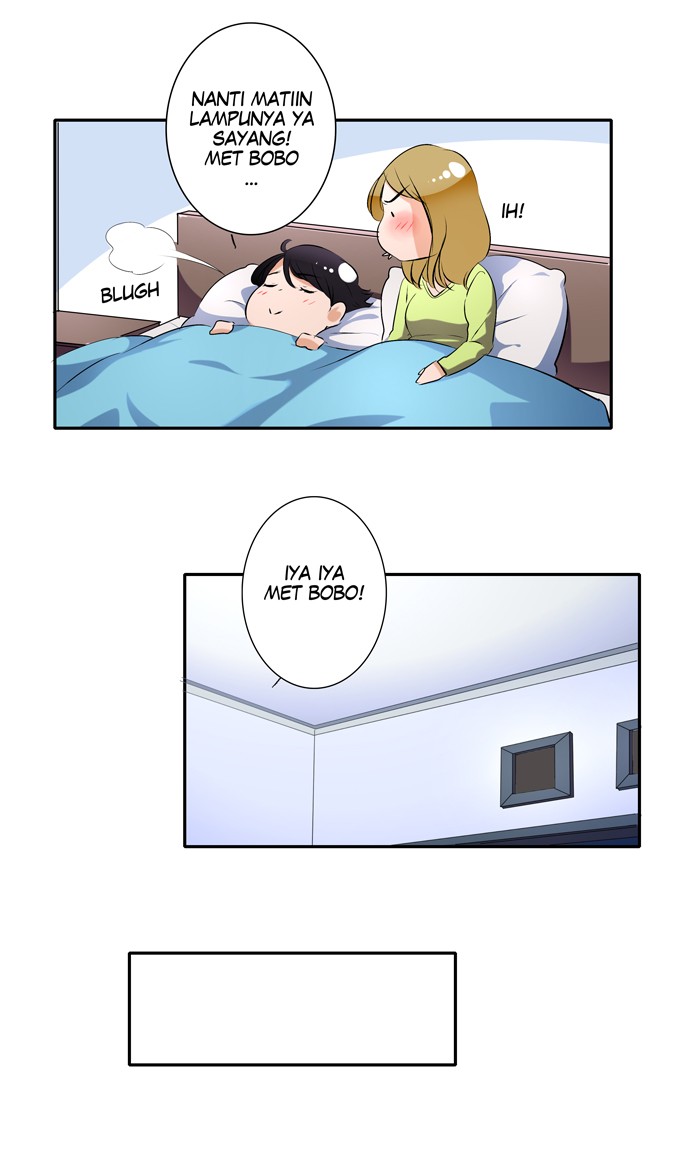 NANTI MATIIN
LAMPUNYA YA
SAYANG!
MET BOBO
...
IH!
BLUGH
IYA IYA
MET BOBO!